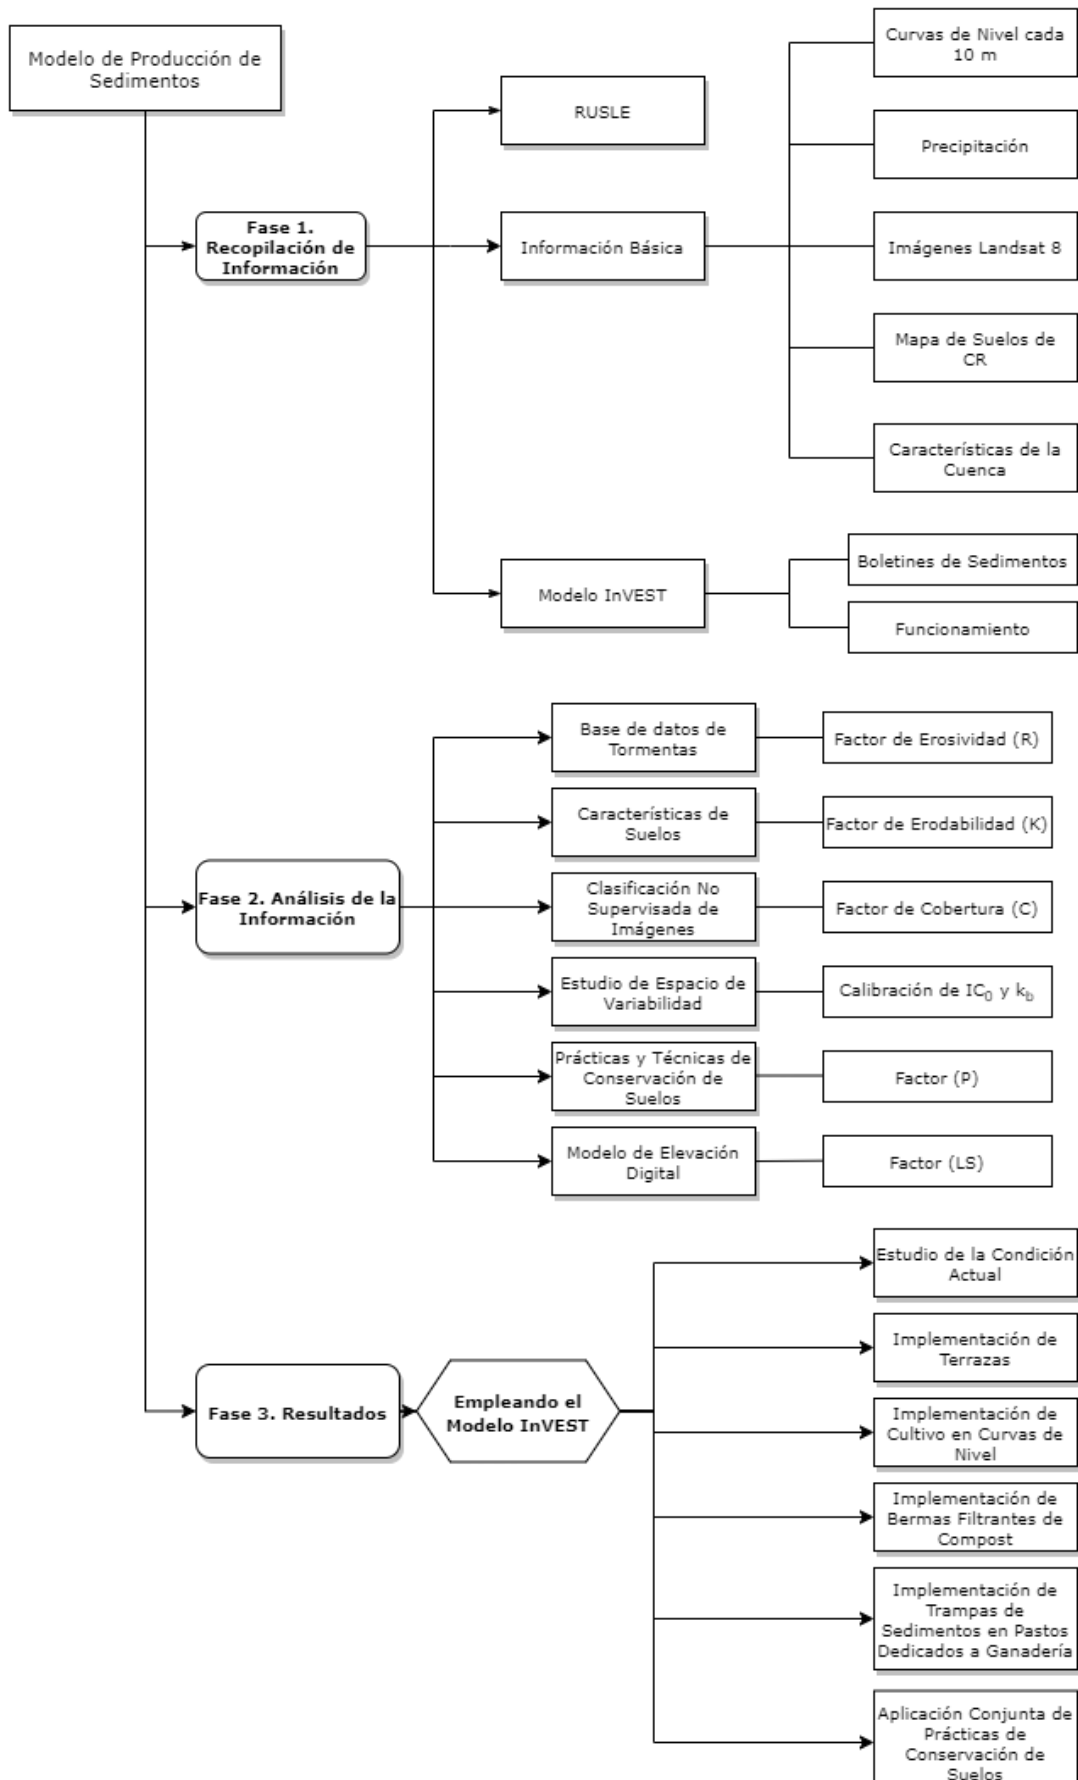 Modelo de Producción de
Sedimentos
Fase 1.
Recopilación de
Información
RUSLE
Información Básica
Curvas de Nivel cada
10 m
Precipitación
Imágenes Landsat 8
Mapa de Suelos de
CR
Características de la
Cuenca
Modelo InVEST
Boletines de Sedimentos
Funcionamiento
Fase 2. Análisis de la
Información
Base de datos de
Tormentas
Factor de Erosividad (R)
Características de
Suelos
Factor de Erodabilidad (K)
Clasificación No
Supervisada de
Imágenes
Factor de Cobertura (C)
Estudio de Espacio de
Variabilidad
Calibración de IC₀ y k_b
Prácticas y Técnicas de
Conservación de
Suelos
Factor (P)
Modelo de Elevación
Digital
Factor (LS)
Fase 3. Resultados
Empleando el
Modelo InVEST
Estudio de la Condición
Actual
Implementación de
Terrazas
Implementación de
Cultivo en Curvas de
Nivel
Implementación de
Bermas Filtrantes de
Compost
Implementación de
Trampas de
Sedimentos en Pastos
Dedicados a Ganadería
Aplicación Conjunta de
Prácticas de
Conservación de
Suelos